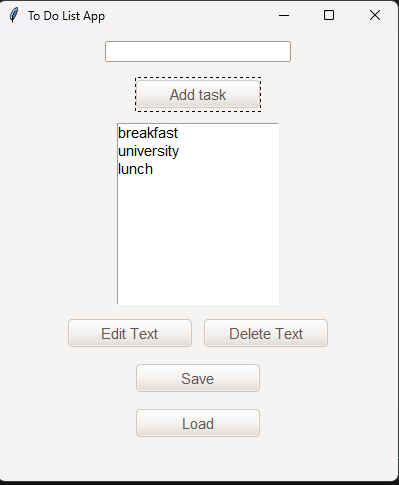 To Do List App
Add task
breakfast
university
lunch
Edit Text
Delete Text
Save
Load